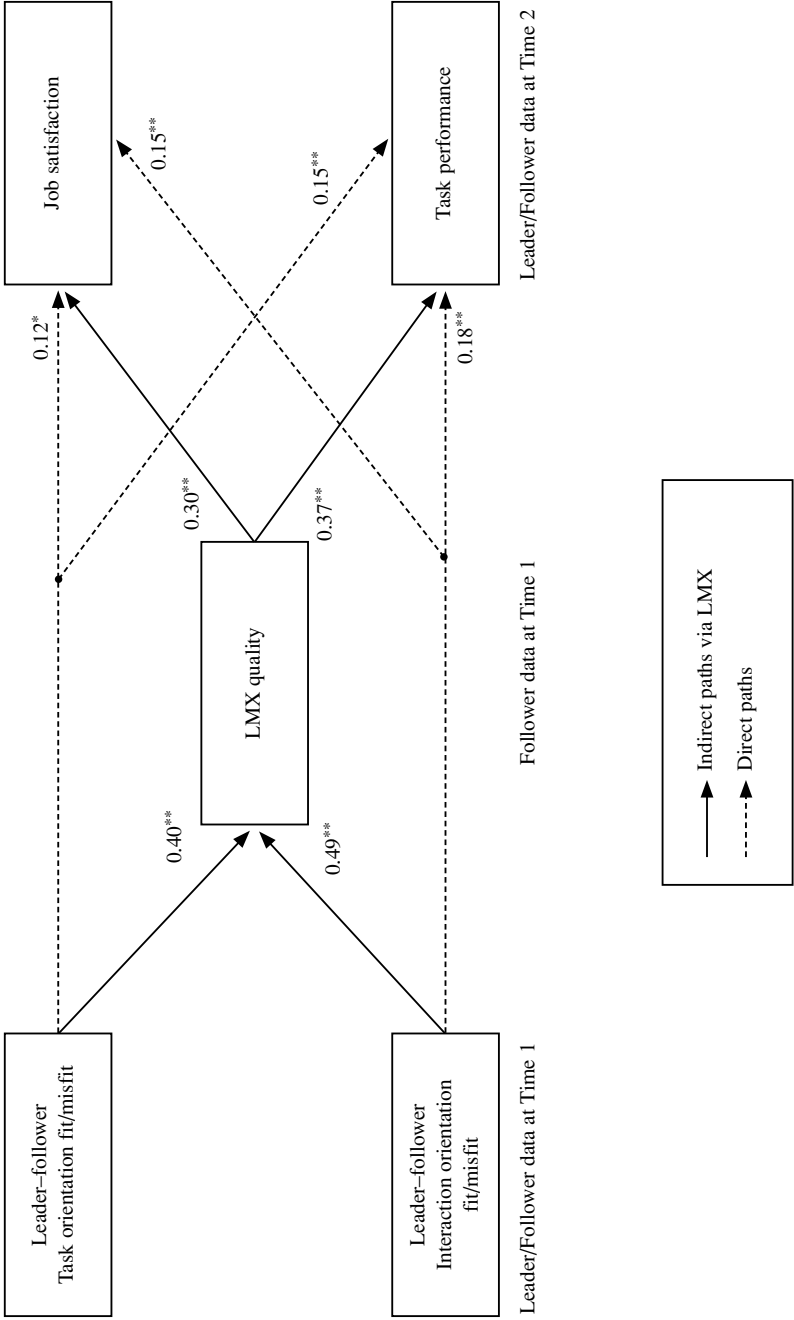 Leader–follower
Task orientation fit/misfit
Leader–follower
Interaction orientation
fit/misfit
Leader/Follower data at Time 1
0.40**
0.49**
LMX quality
Follower data at Time 1
0.30**
0.37**
0.12*
0.15**
0.15**
0.18**
Job satisfaction
Task performance
Leader/Follower data at Time 2
Indirect paths via LMX
Direct paths